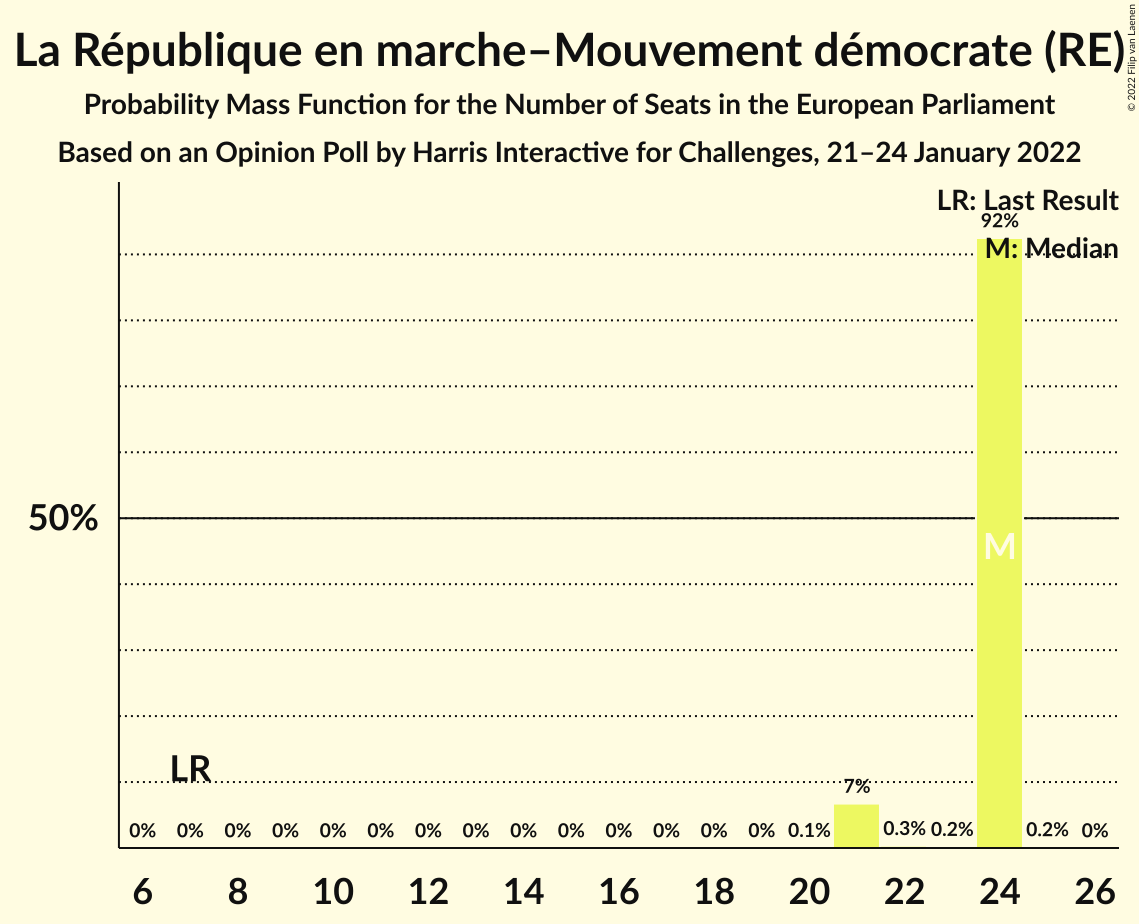 La République en marche–Mouvement démocrate (RE)
Probability Mass Function for the Number of Seats in the European Parliament
Based on an Opinion Poll by Harris Interactive for Challenges, 21–24 January 2022
© 2022 Filip van Laenen
LR: Last Result
92%
M: Median
50%
M
LR
7%
0% 0% 0% 0% 0% 0% 0% 0% 0% 0% 0% 0% 0% 0% 0.1% 0.3% 0.2% 0.2% 0%
6 8 10 12 14 16 18 20 22 24 26